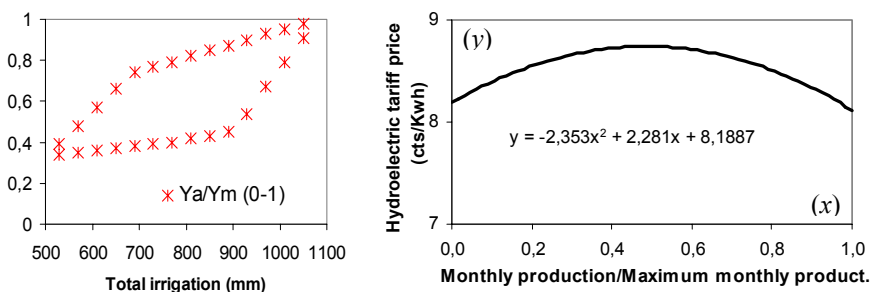 1
0,8
0,6
0,4
0,2
0
Ya/Ym (0-1)
500 600 700 800 900 1000 1100
Total irrigation (mm)
Hydroelectric tariff price
(cts/Kwh)
9
8
7
(y)
y = -2,353x² + 2,281x + 8,1887
(x)
0,0 0,2 0,4 0,6 0,8 1,0
Monthly production/Maximum monthly product.